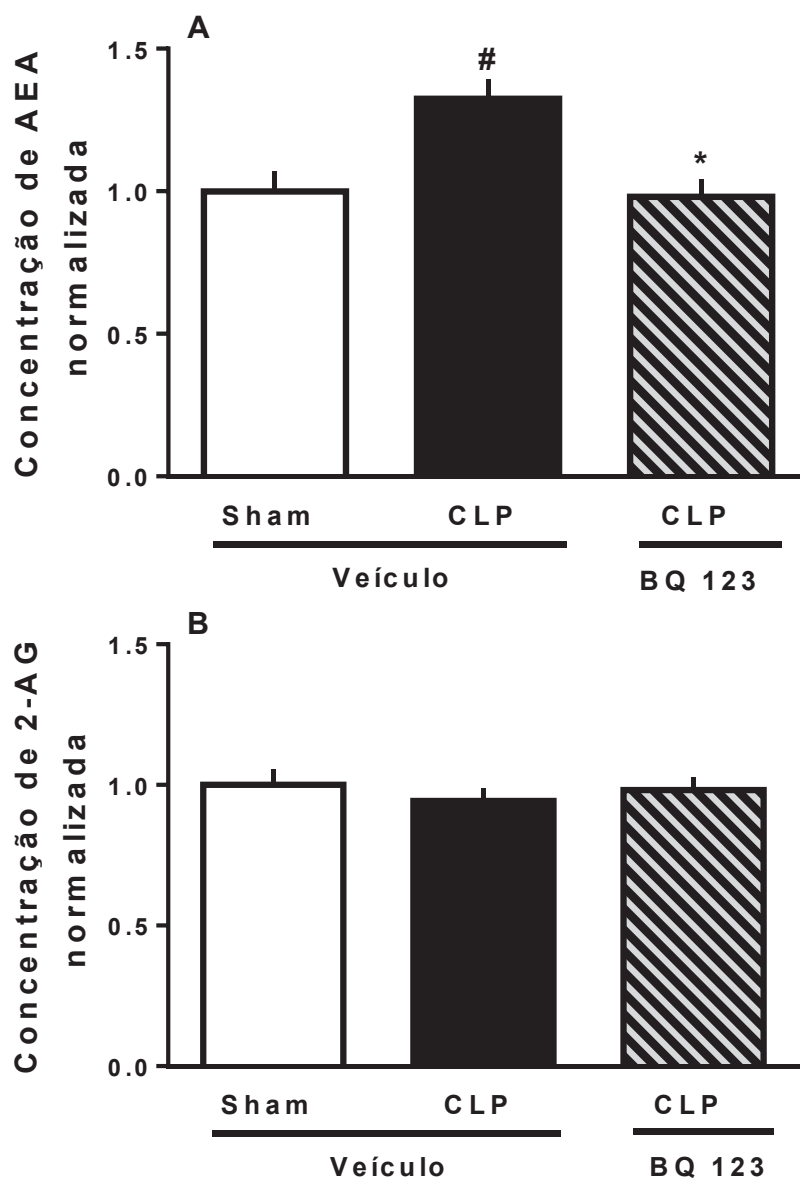 A
Concentração de AEA
normalizada
1.5
1.0
0.5
0.0
#
*
Sham CLP CLP
Veículo BQ 123
B
Concentração de 2-AG
normalizada
1.5
1.0
0.5
0.0
Sham CLP CLP
Veículo BQ 123